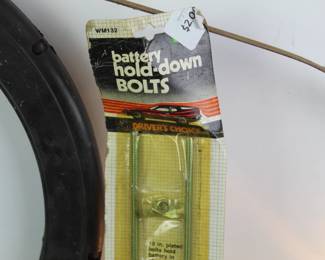 WM132
$2.00
battery
hold-down
BOLTS
DRIVER'S CHOICE
10 in. plated
bolts hold
battery in